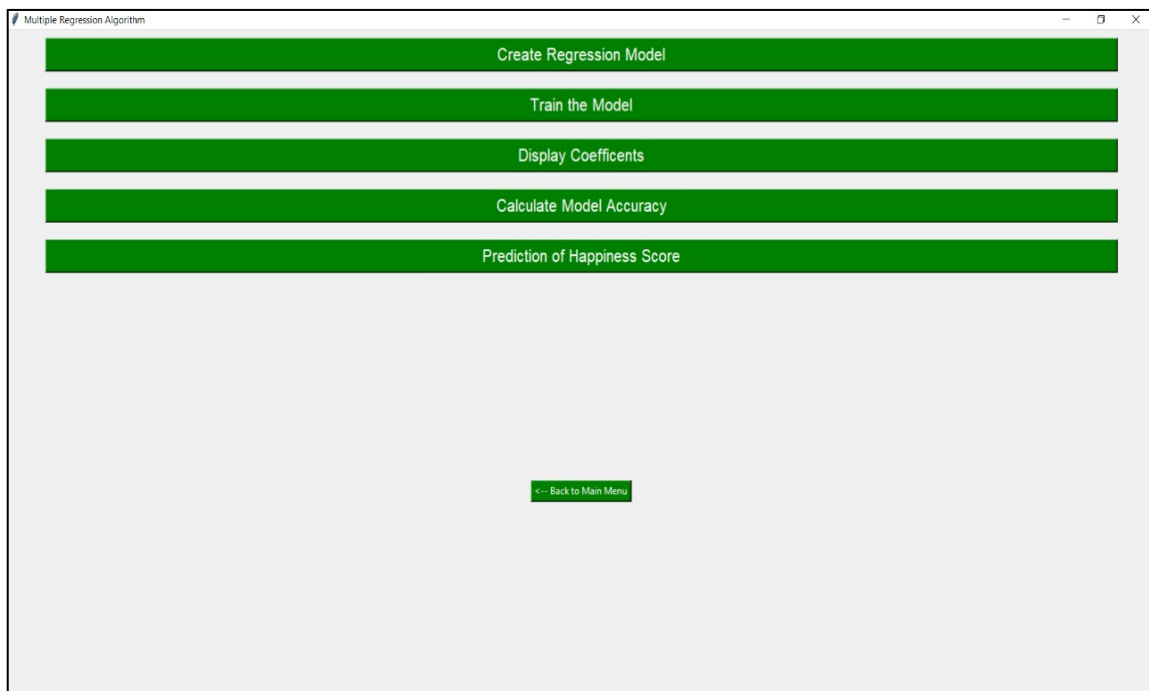 Multiple Regression Algorithm
Create Regression Model
Train the Model
Display Coefficents
Calculate Model Accuracy
Prediction of Happiness Score
<-- Back to Main Menu